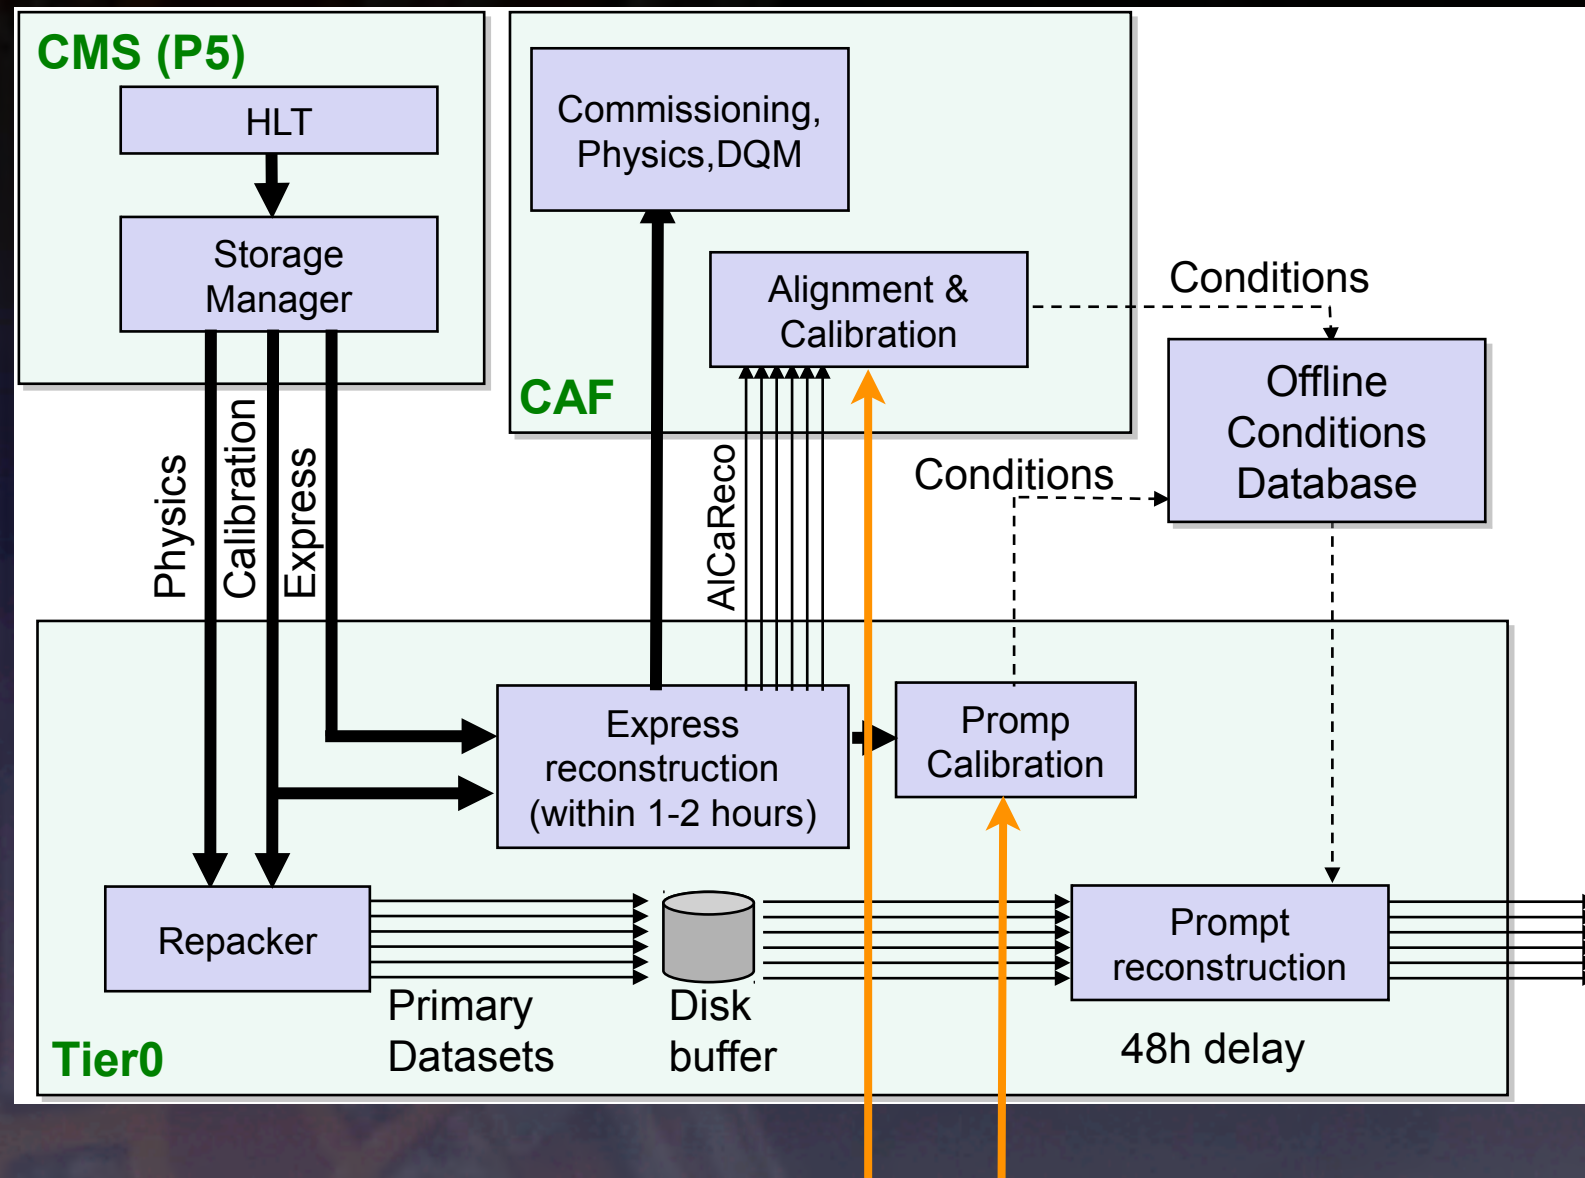 CMS (P5)
HLT
Storage
Manager
Physics
Calibration
Express
Commissioning,
Physics,DQM
Alignment &
Calibration
CAF
AlCaReco
Conditions
Offline
Conditions
Database
Conditions
Express
reconstruction
(within 1-2 hours)
Promp
Calibration
Repacker
Primary
Datasets
Disk
buffer
Prompt
reconstruction
48h delay
Tier0